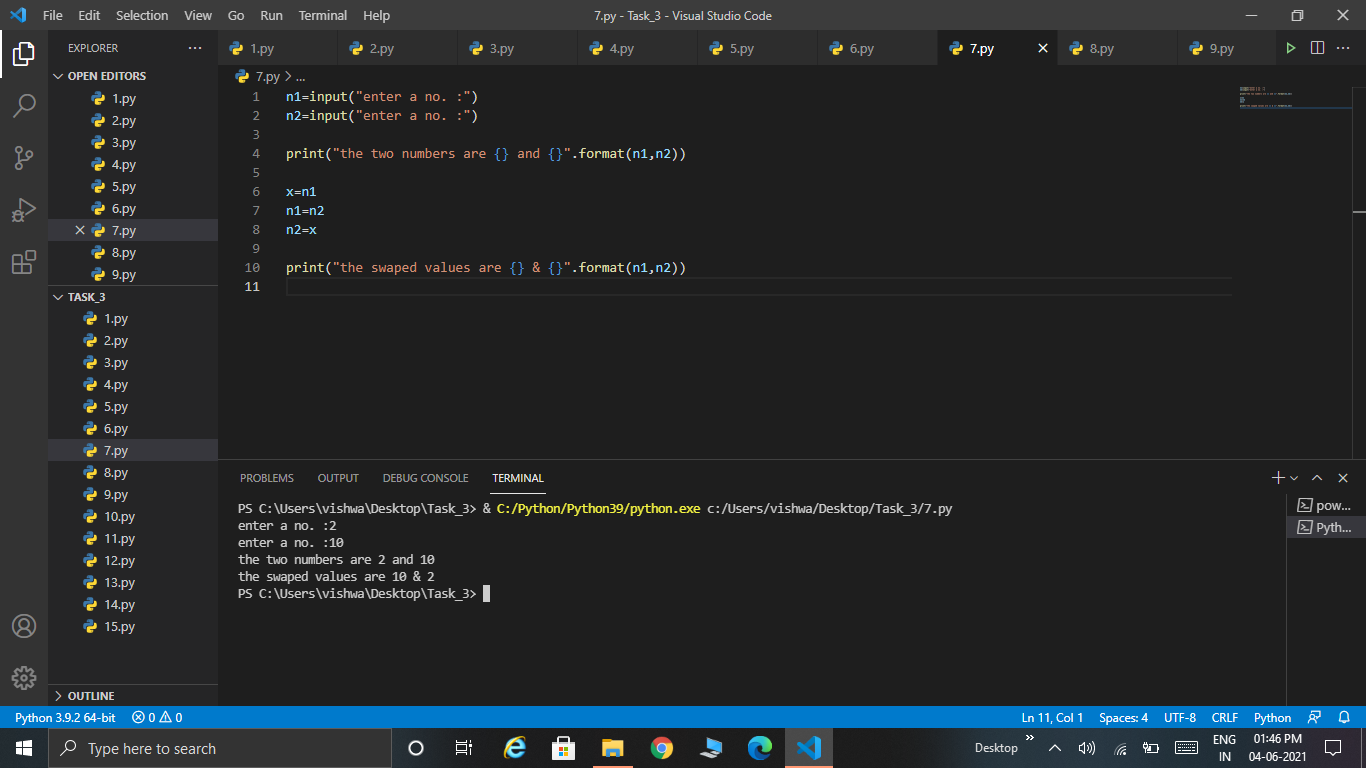 File Edit Selection View Go Run Terminal Help 7.py - Task_3 - Visual Studio Code
EXPLORER ···
OPEN EDITORS
1.py
2.py
3.py
4.py
5.py
6.py
7.py
8.py
9.py
TASK_3
1.py
2.py
3.py
4.py
5.py
6.py
7.py
8.py
9.py
10.py
11.py
12.py
13.py
14.py
15.py
OUTLINE
1.py 2.py 3.py 4.py 5.py 6.py 7.py 8.py 9.py
7.py > ...
1 n1=input("enter a no. :")
2 n2=input("enter a no. :")
3
4 print("the two numbers are {} and {}".format(n1,n2))
5
6 x=n1
7 n1=n2
8 n2=x
9
10 print("the swaped values are {} & {}".format(n1,n2))
11
PROBLEMS OUTPUT DEBUG CONSOLE TERMINAL
PS C:\Users\vishwa\Desktop\Task_3> & C:/Python/Python39/python.exe c:/Users/vishwa/Desktop/Task_3/7.py
enter a no. :2
enter a no. :10
the two numbers are 2 and 10
the swaped values are 10 & 2
PS C:\Users\vishwa\Desktop\Task_3>
pow...
Pyth...
Python 3.9.2 64-bit 0 0 Ln 11, Col 1 Spaces: 4 UTF-8 CRLF Python
Type here to search
Desktop
ENG
IN
01:46 PM
04-06-2021